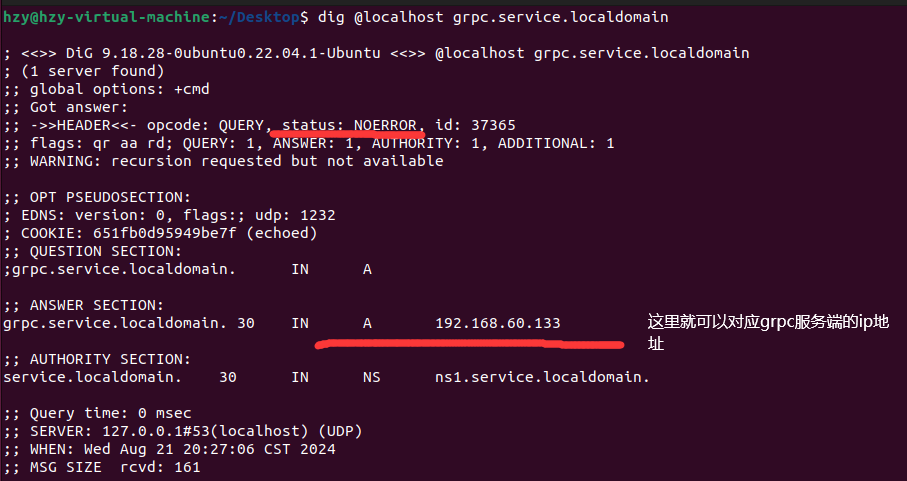 hzy@hzy-virtual-machine:~/Desktop$ dig @localhost grpc.service.localdomain
; <<>> DiG 9.18.28-0ubuntu0.22.04.1-Ubuntu <<>> @localhost grpc.service.localdomain
; (1 server found)
;; global options: +cmd
;; Got answer:
;; ->>HEADER<<- opcode: QUERY, status: NOERROR, id: 37365
;; flags: qr aa rd; QUERY: 1, ANSWER: 1, AUTHORITY: 1, ADDITIONAL: 1
;; WARNING: recursion requested but not available
;; OPT PSEUDOSECTION:
; EDNS: version: 0, flags:; udp: 1232
; COOKIE: 651fb0d95949be7f (echoed)
;; QUESTION SECTION:
;grpc.service.localdomain. IN A
;; ANSWER SECTION:
grpc.service.localdomain. 30 IN A 192.168.60.133
这里就可以对应grpc服务端的ip地
址
;; AUTHORITY SECTION:
service.localdomain. 30 IN NS ns1.service.localdomain.
;; Query time: 0 msec
;; SERVER: 127.0.0.1#53(localhost) (UDP)
;; WHEN: Wed Aug 21 20:27:06 CST 2024
;; MSG SIZE rcvd: 161